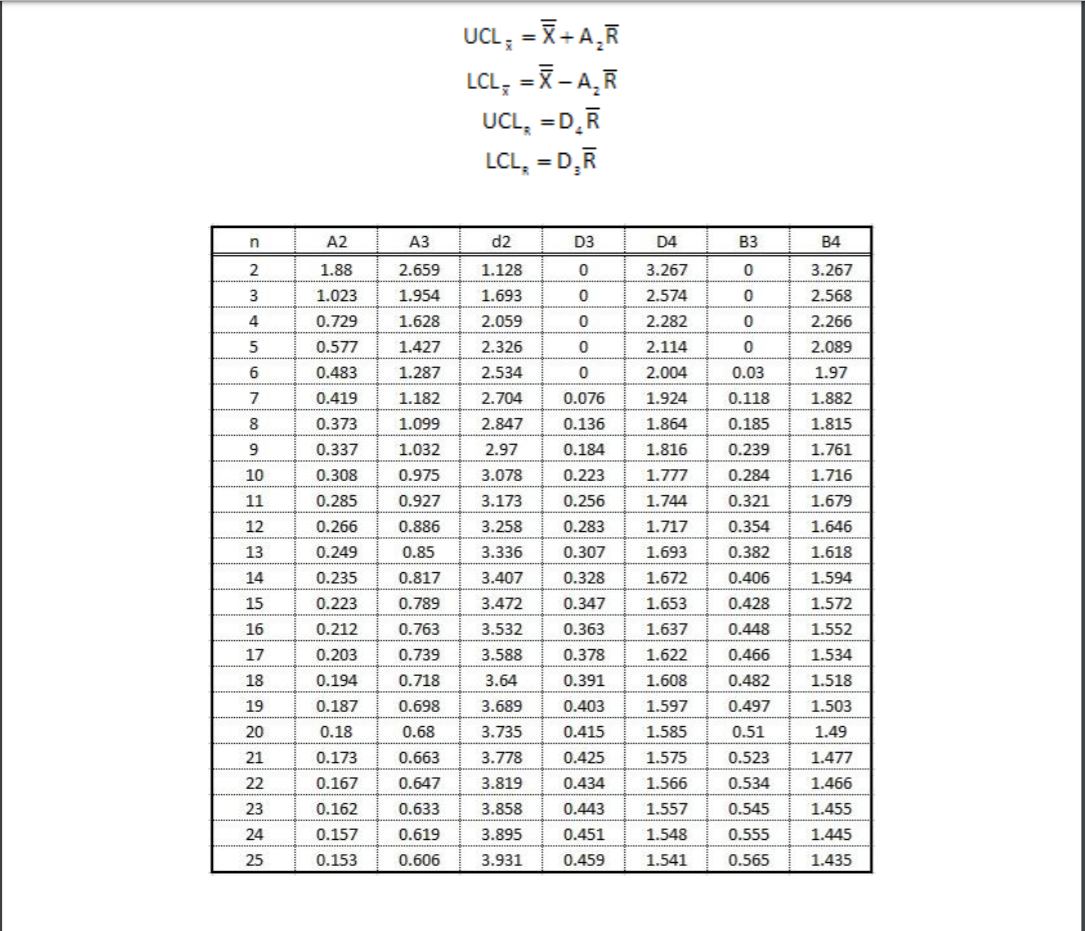 UCL x̄ = X̿ + A₂R̅
LCL x̄ = X̿ – A₂R̅
UCL R = D₄R̅
LCL R = D₃R̅
n A2 A3 d2 D3 D4 B3 B4
2 1.88 2.659 1.128 0 3.267 0 3.267
3 1.023 1.954 1.693 0 2.574 0 2.568
4 0.729 1.628 2.059 0 2.282 0 2.266
5 0.577 1.427 2.326 0 2.114 0 2.089
6 0.483 1.287 2.534 0 2.004 0.03 1.97
7 0.419 1.182 2.704 0.076 1.924 0.118 1.882
8 0.373 1.099 2.847 0.136 1.864 0.185 1.815
9 0.337 1.032 2.97 0.184 1.816 0.239 1.761
10 0.308 0.975 3.078 0.223 1.777 0.284 1.716
11 0.285 0.927 3.173 0.256 1.744 0.321 1.679
12 0.266 0.886 3.258 0.283 1.717 0.354 1.646
13 0.249 0.85 3.336 0.307 1.693 0.382 1.618
14 0.235 0.817 3.407 0.328 1.672 0.406 1.594
15 0.223 0.789 3.472 0.347 1.653 0.428 1.572
16 0.212 0.763 3.532 0.363 1.637 0.448 1.552
17 0.203 0.739 3.588 0.378 1.622 0.466 1.534
18 0.194 0.718 3.64 0.391 1.608 0.482 1.518
19 0.187 0.698 3.689 0.403 1.597 0.497 1.503
20 0.18 0.68 3.735 0.415 1.585 0.51 1.49
21 0.173 0.663 3.778 0.425 1.575 0.523 1.477
22 0.167 0.647 3.819 0.434 1.566 0.534 1.466
23 0.162 0.633 3.858 0.443 1.557 0.545 1.455
24 0.157 0.619 3.895 0.451 1.548 0.555 1.445
25 0.153 0.606 3.931 0.459 1.541 0.565 1.435